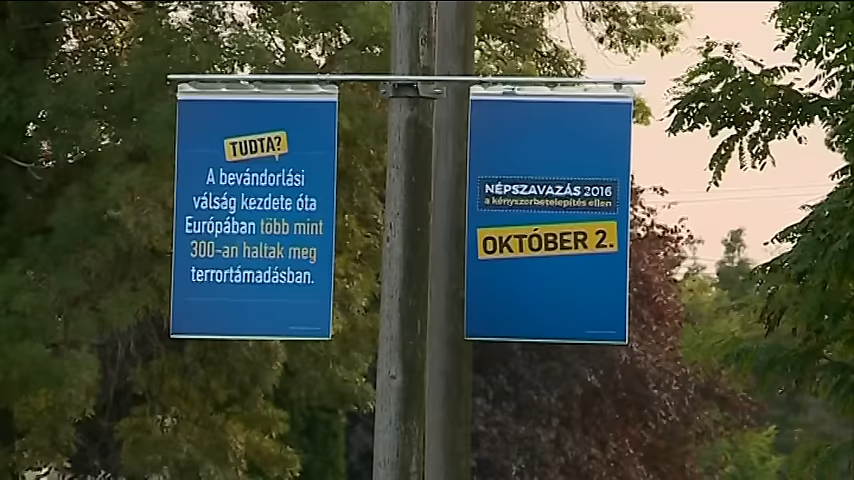 TUDTA?
A bevándorlási
válság kezdete óta
Európában több mint
300-an haltak meg
terrortámadásban.
NÉPSZAVAZÁS 2016
a kényszerbetelepítés ellen
OKTÓBER 2.